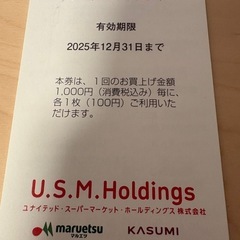 有効期限
2025年12月31日まで
本券は、1回のお買上げ金額
1,000円（消費税込み）毎に、
各1枚（100円）ご利用いた
だけます。
U.S.M.Holdings
ユナイテッド・スーパーマーケット・ホールディングス株式会社
maruetsu
マルエツ
KASUMI